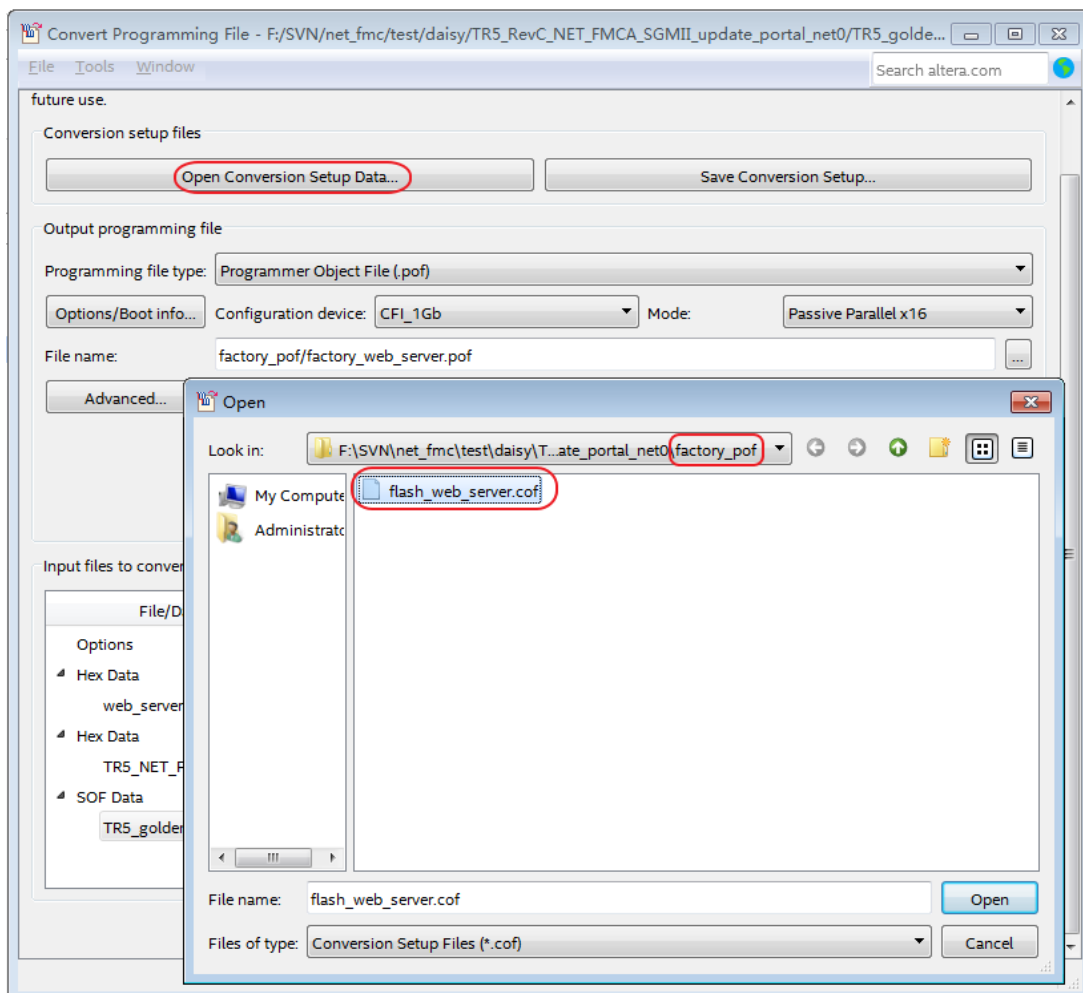 Convert Programming File - F:/SVN/net_fmc/test/daisy/TR5_RevC_NET_FMCA_SGMII_update_portal_net0/TR5_golde...
File Tools Window
Search altera.com
future use.
Conversion setup files
Open Conversion Setup Data...
Save Conversion Setup...
Output programming file
Programming file type: Programmer Object File (.pof)
Options/Boot info... Configuration device: CFI_1Gb Mode: Passive Parallel x16
File name: factory_pof/factory_web_server.pof ...
Advanced...
Open
Look in: F:\SVN\net_fmc\test\daisy\T...ate_portal_net0\factory_pof
My Compute
flash_web_server.cof
Administratc
Input files to conver
File/D
Options
Hex Data
web_server
Hex Data
TR5_NET_F
SOF Data
TR5_golden
File name: flash_web_server.cof Open
Files of type: Conversion Setup Files (*.cof) Cancel